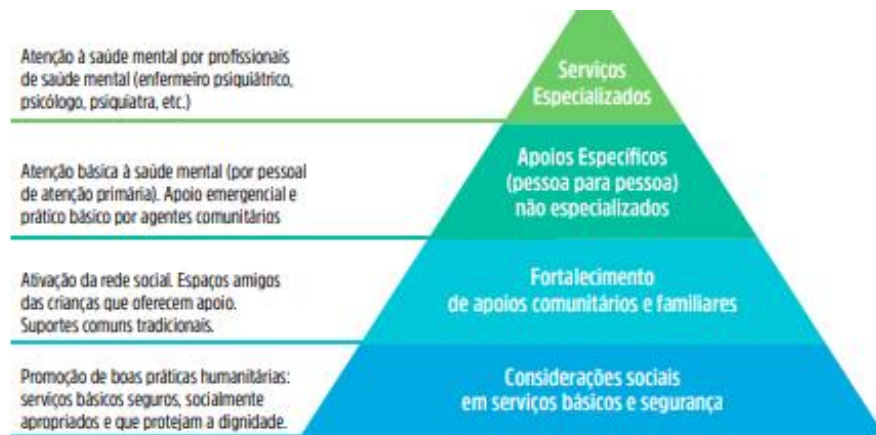 Atenção à saúde mental por profissionais
de saúde mental (enfermeiro psiquiátrico,
psicólogo, psiquiatra, etc.)
Serviços
Especializados
Atenção básica à saúde mental (por pessoal
de atenção primária). Apoio emergencial e
prático básico por agentes comunitários
Apoios Específicos
(pessoa para pessoa)
não especializados
Ativação da rede social. Espaços amigos
das crianças que oferecem apoio.
Suportes comuns tradicionais.
Fortalecimento
de apoios comunitários e familiares
Promoção de boas práticas humanitárias:
serviços básicos seguros, socialmente
apropriados e que protejam a dignidade.
Considerações sociais
em serviços básicos e segurança